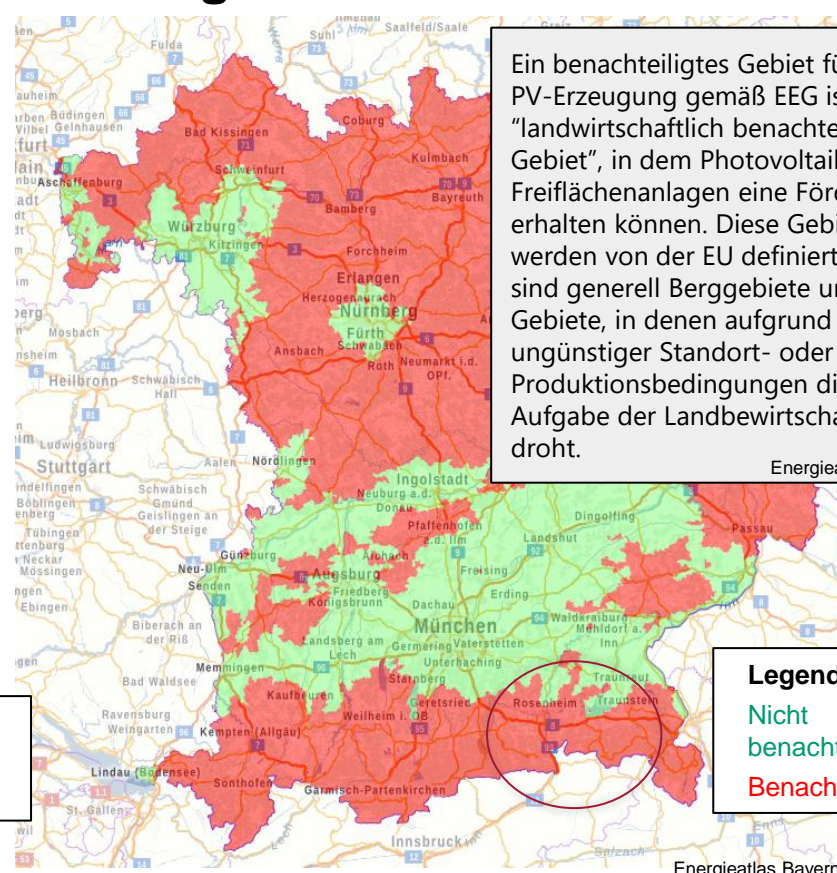 Ein benachteiligtes Gebiet fü
PV-Erzeugung gemäß EEG is
"landwirtschaftlich benachte
Gebiet", in dem Photovoltail
Freiflächenanlagen eine Förd
erhalten können. Diese Gebi
werden von der EU definiert
sind generell Berggebiete un
Gebiete, in denen aufgrund
ungünstiger Standort- oder
Produktionsbedingungen di
Aufgabe der Landbewirtscha
droht.
Energiea
Fulda
Suhl
Saalfeld/Saale
Büdingen
Gelnhausen
Bad Kissingen
Coburg
Kulmbach
Schweinfurt
Aschaffenburg
Bayreuth
Bamberg
Würzburg
Kitzingen
Forchheim
Erlangen
Herzogenaurach
Nürnberg
Fürth
Schwabach
Mosbach
Ansbach
Roth
Neumarkt i.d.
OPf.
Heilbronn
Schwäbisch
Hall
Ludwigsburg
Stuttgart
Aalen
Nördlingen
Ingolstadt
Neuburg a.d.
Donau
Schwäbisch
Gmünd
Geislingen an
der Steige
Böblingen
Tübingen
Pfaffenhofen
a.d. Ilm
Dingolfing
Landshut
Passau
Mössingen
Günzburg
Neu-Ulm
Senden
Aichach
Augsburg
Friedberg
Königsbrunn
Freising
Erding
Dachau
Ebingen
Biberach an
der Riß
München
Waldkraiburg
Mühldorf a.
Inn
Landsberg am
Lech
Germering
Vaterstetten
Unterhaching
Memmingen
Bad Waldsee
Starnberg
Traunreut
Kaufbeuren
Geretsried
Rosenheim
Traunstein
Weilheim i. OB
Ravensburg
Weingarten
Kempten (Allgäu)
Lindau (Bodensee)
Sonthofen
Garmisch-Partenkirchen
St. Gallen
Innsbruck
Salzach
Legend
Nicht
benacht
Benach
Energieatlas Bayern